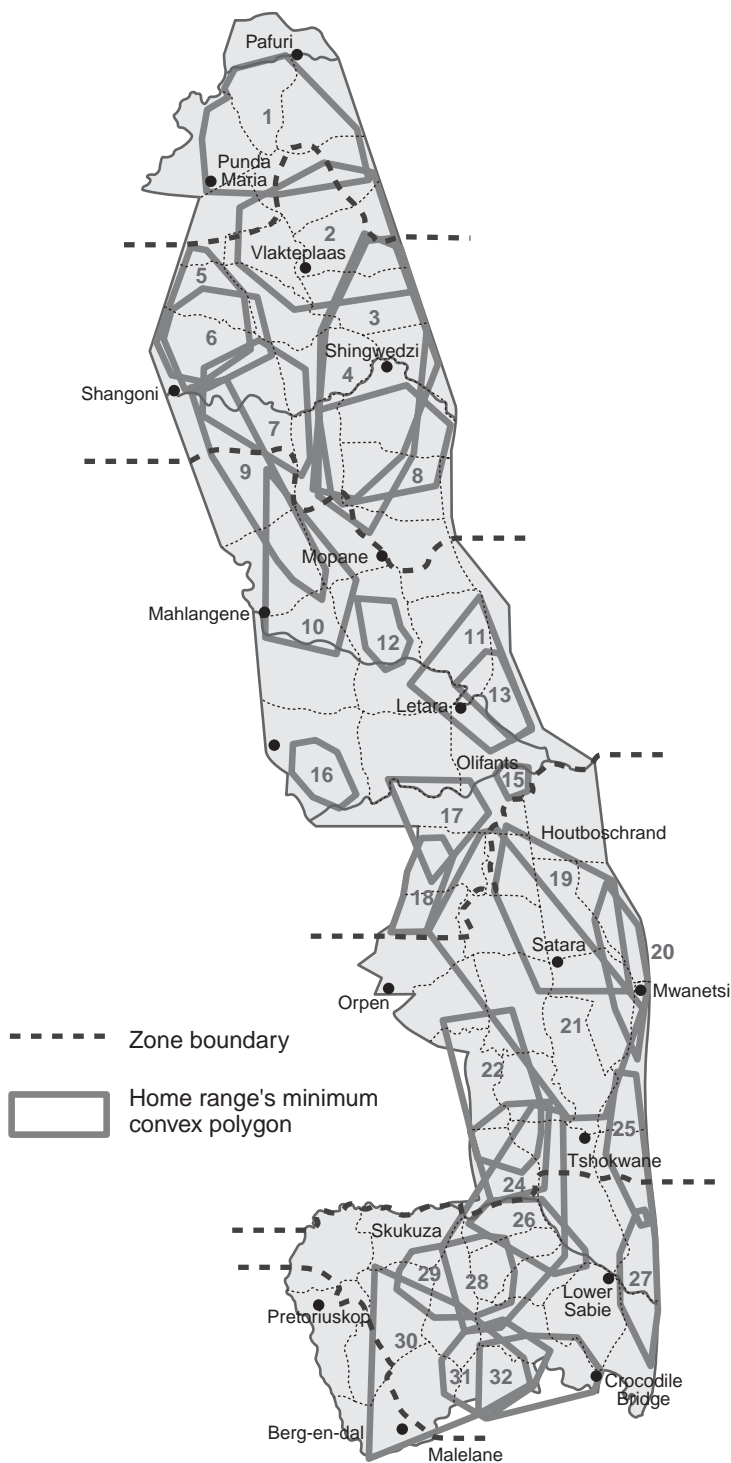 Pafuri
1
Punda
Maria
2
Vlakteplaas
5
3
6
Shingwedzi
4
Shangoni
7
9
8
Mopane
Mahlangene
10
12
11
13
Letara
Olifants
16
15
17
Houtboschrand
19
18
Satara
20
Mwanetsi
Orpen
21
Zone boundary
22
Home range's minimum
convex polygon
25
Tshokwane
24
26
Skukuza
29
28
27
Lower
Sabie
Pretoriuskop
30
31
32
Crocodile
Bridge
Berg-en-dal
Malelane